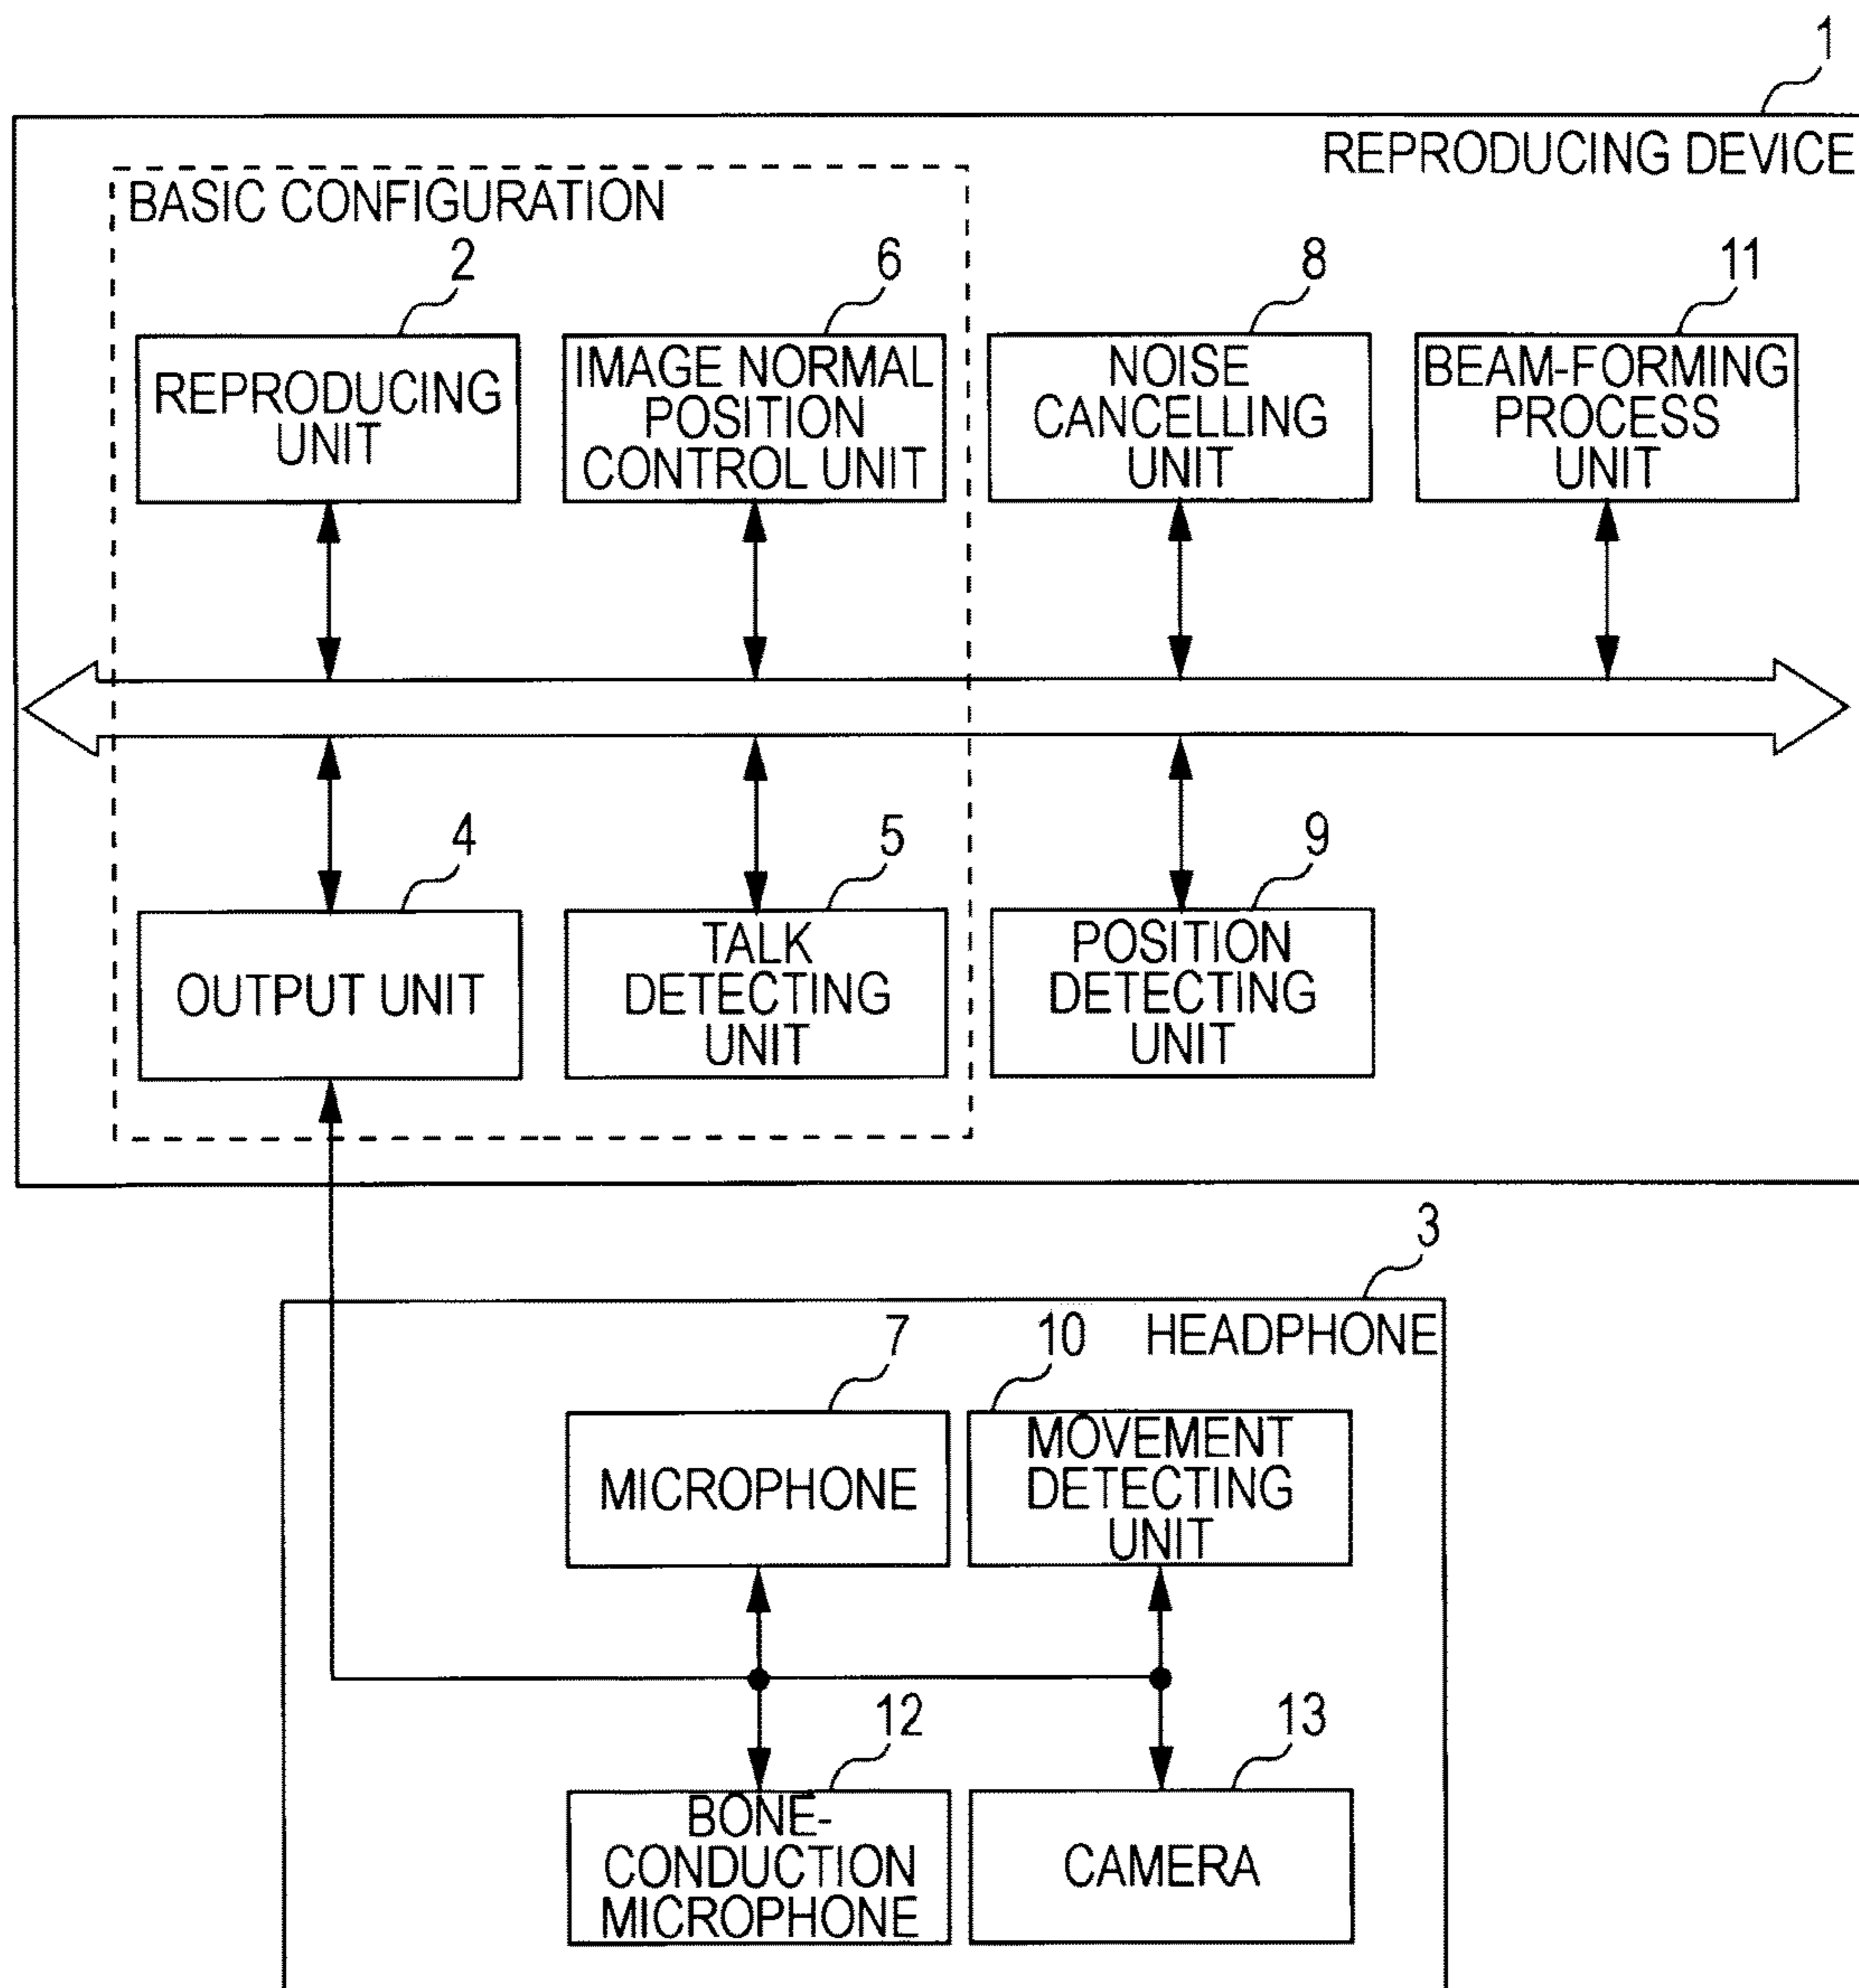 1
REPRODUCING DEVICE
BASIC CONFIGURATION
2
6
8
11
REPRODUCING
UNIT
IMAGE NORMAL
POSITION
CONTROL UNIT
NOISE
CANCELLING
UNIT
BEAM-FORMING
PROCESS
UNIT
4
5
9
OUTPUT UNIT
TALK
DETECTING
UNIT
POSITION
DETECTING
UNIT
3
HEADPHONE
7
10
MICROPHONE
MOVEMENT
DETECTING
UNIT
12
13
BONE-
CONDUCTION
MICROPHONE
CAMERA